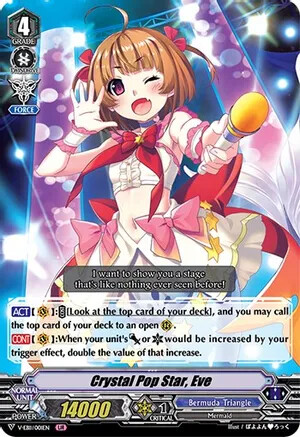 4
GRADE
FORCE
I want to show you a stage
that's like nothing ever seen before!
ACT [Look at the top card of your deck], and you may call
the top card of your deck to an open
CONT : When your unit's or would be increased by your
trigger effect, double the value of that increase.
NORMAL
UNIT
Crystal Pop Star, Eve
POWER
14000
1
CRITICAL
Bermuda Triangle
Mermaid
V-EB11/001EN